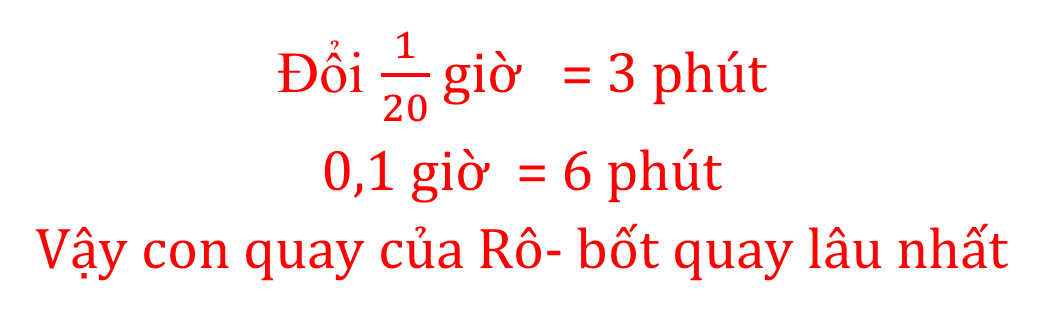 Đổi 1/20 giờ = 3 phút
0,1 giờ = 6 phút
Vậy con quay của Rô- bốt quay lâu nhất